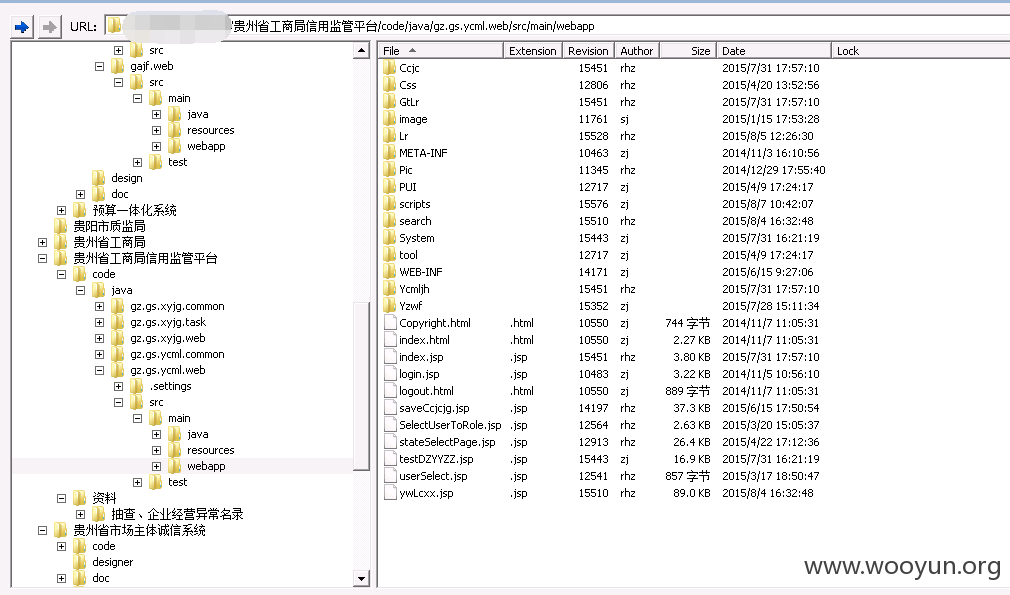 URL: /贵州省工商局信用监管平台/code/java/gz.gs.ycml.web/src/main/webapp
src
gajf.web
src
main
java
resources
webapp
test
design
doc
预算一体化系统
贵阳市质监局
贵州省工商局
贵州省工商局信用监管平台
code
java
gz.gs.xyjg.common
gz.gs.xyjg.task
gz.gs.xyjg.web
gz.gs.ycml.common
gz.gs.ycml.web
.settings
src
main
java
resources
webapp
test
资料
抽查、企业经营异常名录
贵州省市场主体诚信系统
code
designer
doc
File Extension Revision Author Size Date Lock
Ccjc 15451 rhz 2015/7/31 17:57:10
Css 12806 rhz 2015/4/20 13:52:56
GtLr 15451 rhz 2015/7/31 17:57:10
image 11761 sj 2015/1/15 17:53:28
Lr 15528 rhz 2015/8/5 12:26:30
META-INF 10463 zj 2014/11/3 16:10:56
Pic 11345 rhz 2014/12/29 17:55:40
PUI 12717 zj 2015/4/9 17:24:17
scripts 15576 zj 2015/8/7 10:42:07
search 15510 rhz 2015/8/4 16:32:48
System 15443 zj 2015/7/31 16:21:19
tool 12717 zj 2015/4/9 17:24:17
WEB-INF 14171 zj 2015/6/15 9:27:06
Ycmljh 15451 rhz 2015/7/31 17:57:10
Yzwf 15352 zj 2015/7/28 15:11:34
Copyright.html .html 10550 zj 744 字节 2014/11/7 11:05:31
index.html .html 10550 zj 2.27 KB 2014/11/7 11:05:31
index.jsp .jsp 15451 rhz 3.80 KB 2015/7/31 17:57:10
login.jsp .jsp 10483 zj 3.22 KB 2014/11/5 10:56:10
logout.html .html 10550 zj 889 字节 2014/11/7 11:05:31
saveCcjcjg.jsp .jsp 14197 rhz 37.3 KB 2015/6/15 17:50:54
SelectUserToRole.jsp .jsp 12564 rhz 2.63 KB 2015/3/20 15:05:37
stateSelectPage.jsp .jsp 12913 rhz 26.4 KB 2015/4/22 17:12:36
testDZYYZZ.jsp .jsp 15443 zj 16.9 KB 2015/7/31 16:21:19
userSelect.jsp .jsp 12541 rhz 857 字节 2015/3/17 18:50:47
ywLcxx.jsp .jsp 15510 rhz 89.0 KB 2015/8/4 16:32:48
www.wooyun.org